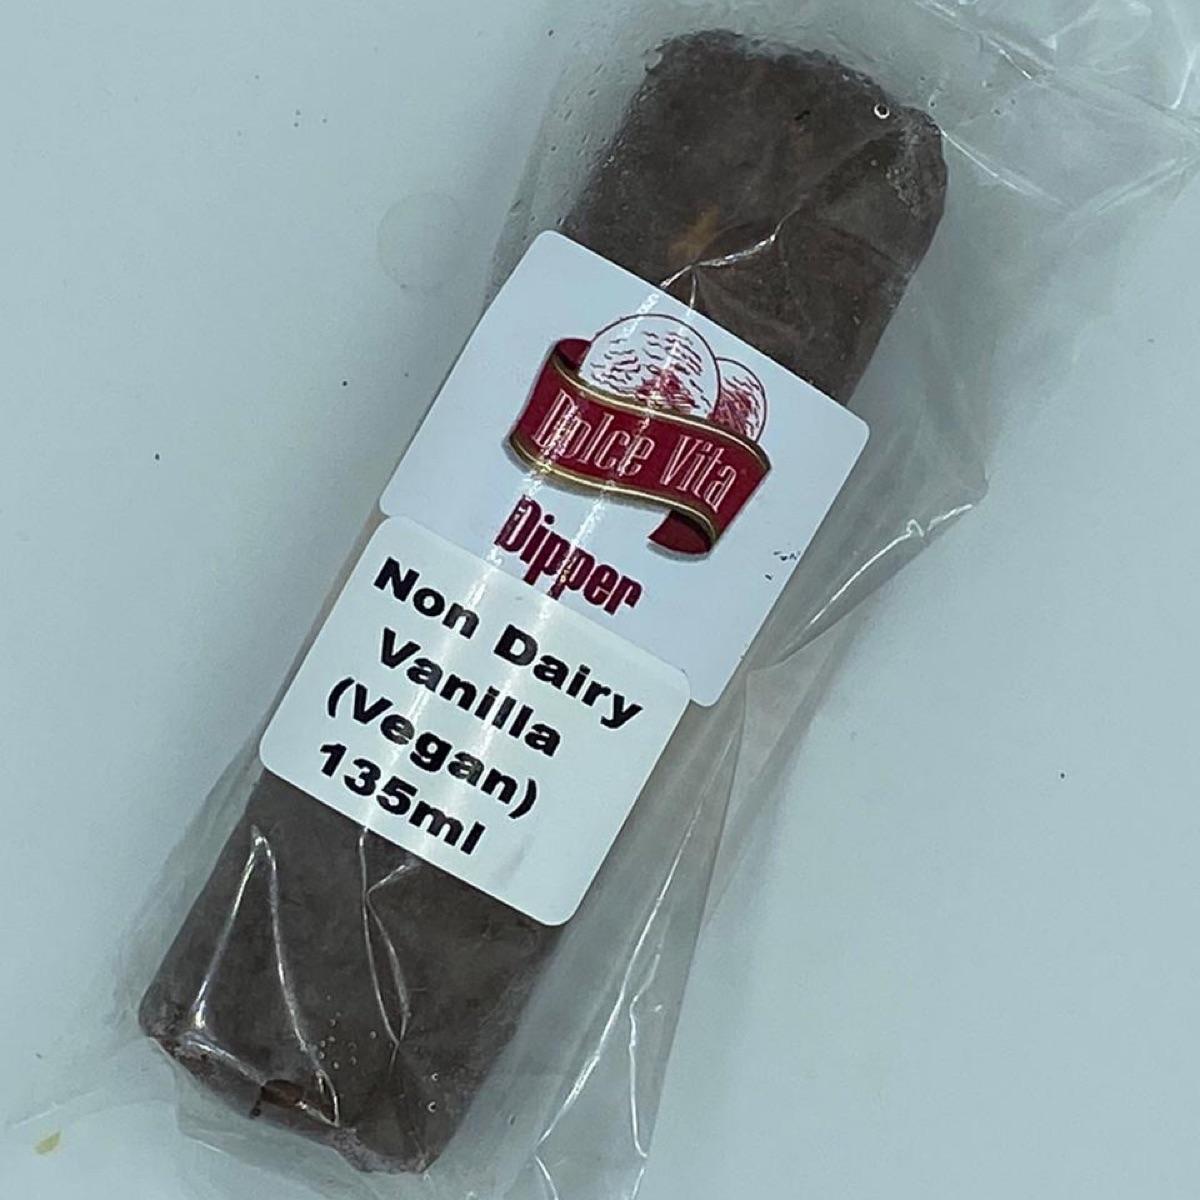 Dolce Vita
Dipper
Non Dairy
Vanilla
(Vegan)
135ml